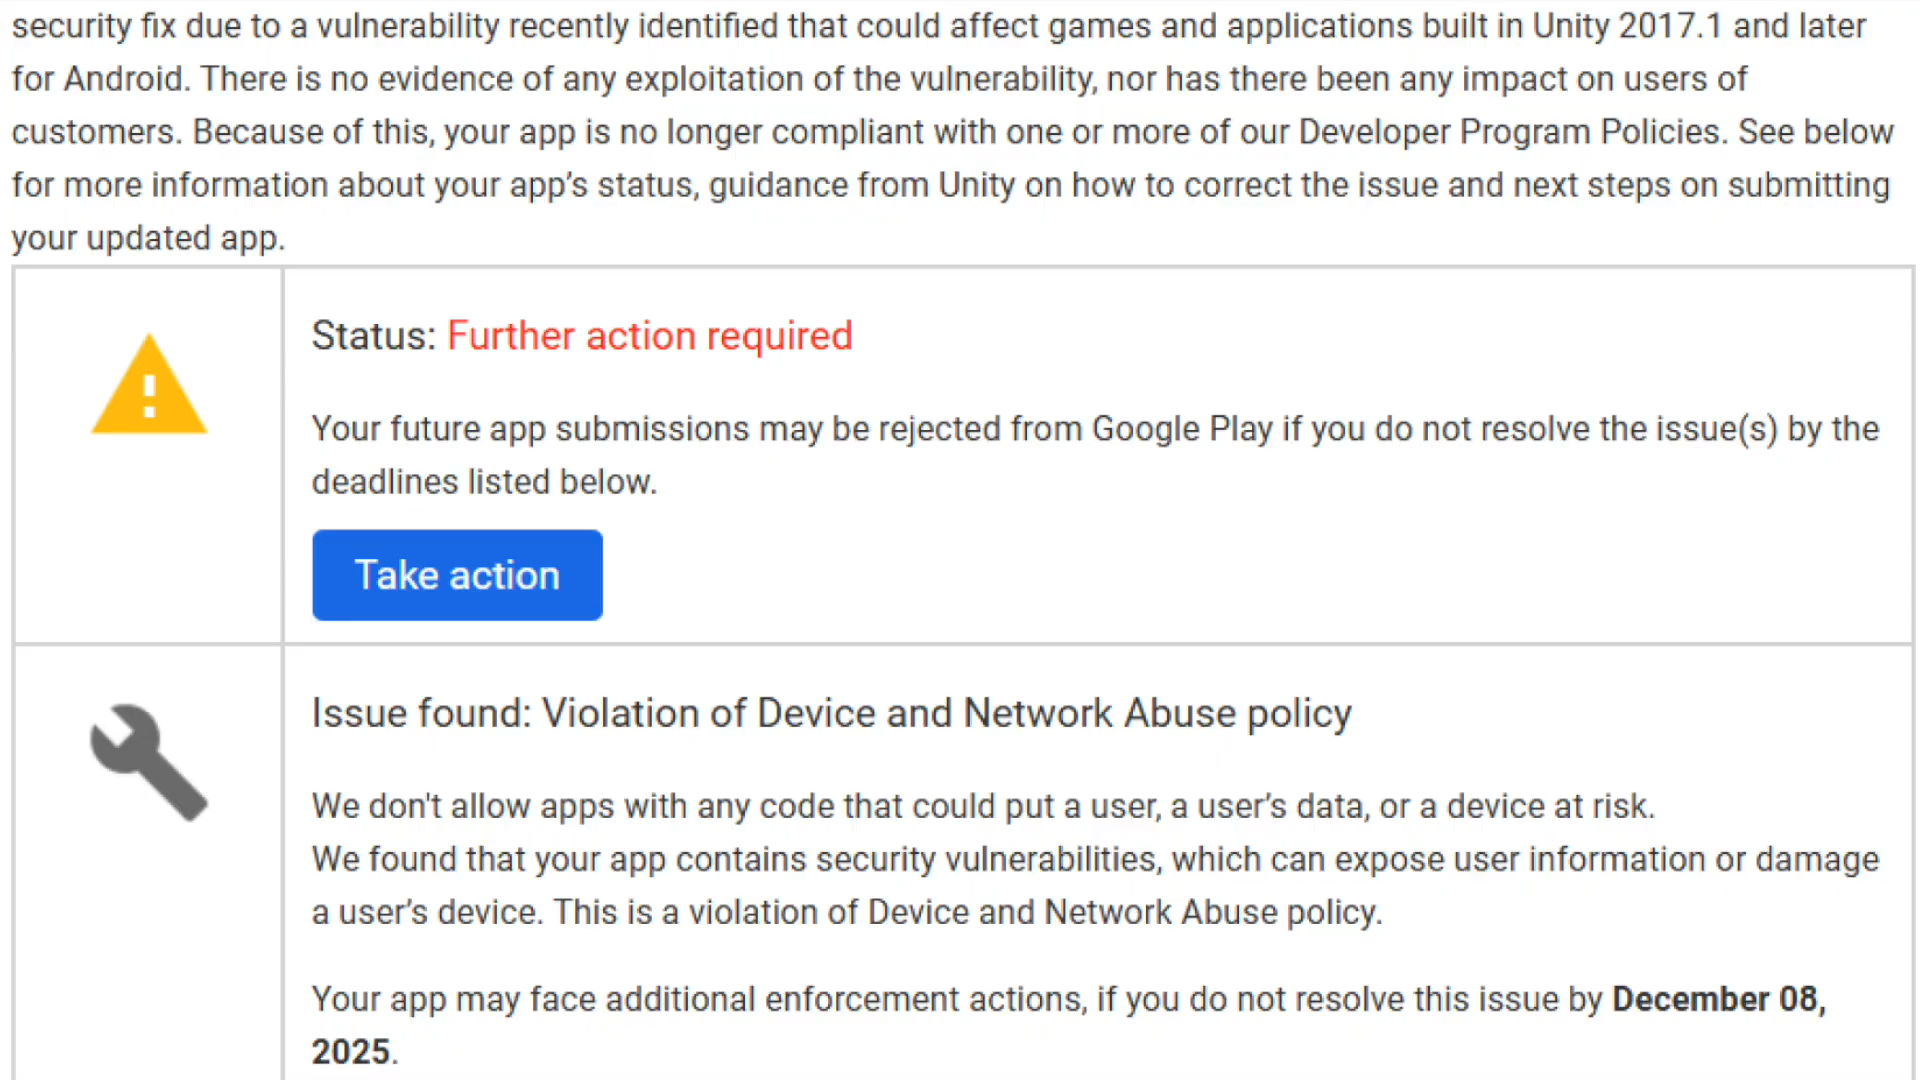 security fix due to a vulnerability recently identified that could affect games and applications built in Unity 2017.1 and later
for Android. There is no evidence of any exploitation of the vulnerability, nor has there been any impact on users of
customers. Because of this, your app is no longer compliant with one or more of our Developer Program Policies. See below
for more information about your app’s status, guidance from Unity on how to correct the issue and next steps on submitting
your updated app.
Status: Further action required
Your future app submissions may be rejected from Google Play if you do not resolve the issue(s) by the
deadlines listed below.
Take action
Issue found: Violation of Device and Network Abuse policy
We don't allow apps with any code that could put a user, a user’s data, or a device at risk.
We found that your app contains security vulnerabilities, which can expose user information or damage
a user’s device. This is a violation of Device and Network Abuse policy.
Your app may face additional enforcement actions, if you do not resolve this issue by December 08,
2025.